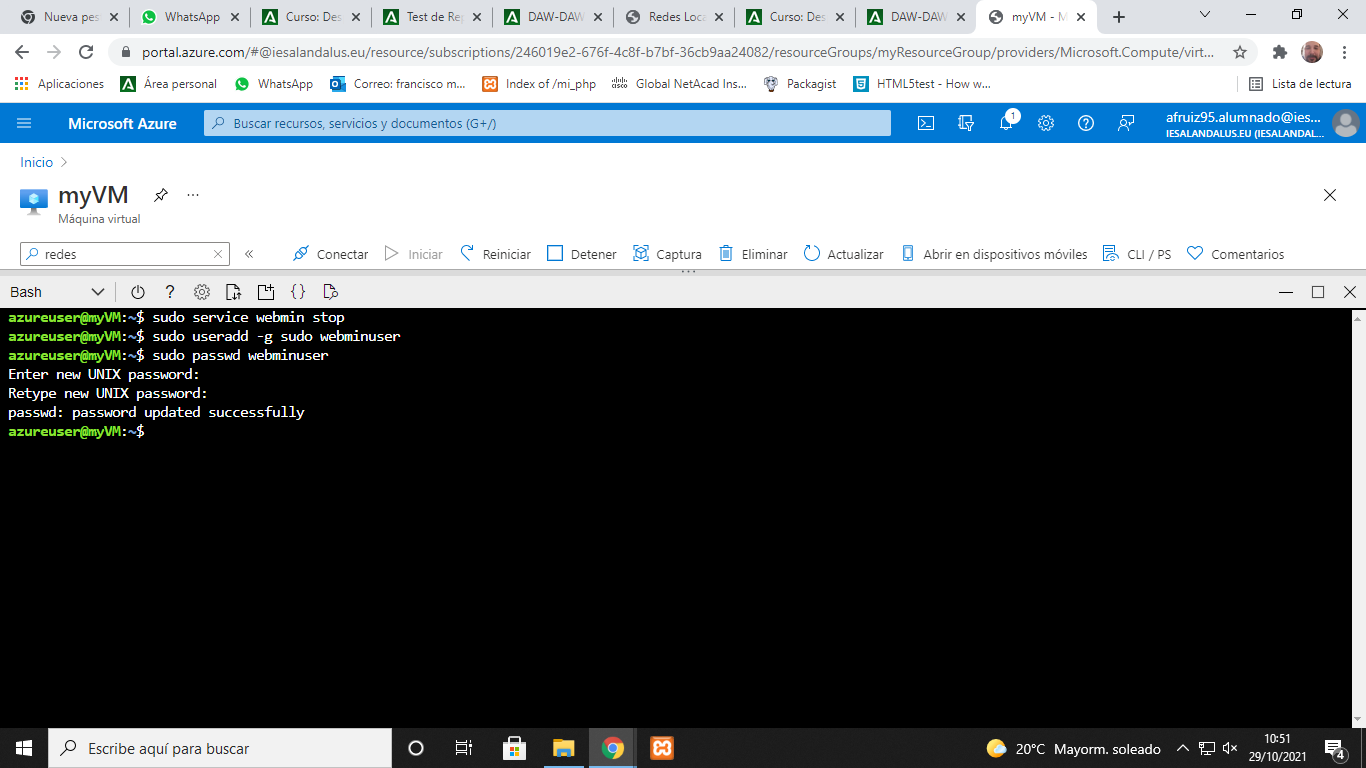 Nueva pes
WhatsApp
Curso: Des
Test de Rep
DAW-DAW
Redes Loca
Curso: Des
DAW-DAW
myVM - M
portal.azure.com/#@iesalandalus.eu/resource/subscriptions/246019e2-676f-4c8f-b7bf-36cb9aa24082/resourceGroups/myResourceGroup/providers/Microsoft.Compute/virt...
Aplicaciones
Área personal
WhatsApp
Correo: francisco m...
Index of /mi_php
Global NetAcad Ins...
Packagist
HTML5test - How w...
Lista de lectura
Microsoft Azure
Buscar recursos, servicios y documentos (G+/)
1
afruiz95.alumnado@ies...
IESALANDALUS.EU (IESALANDAL...
Inicio
myVM
Máquina virtual
redes
Conectar
Iniciar
Reiniciar
Detener
Captura
Eliminar
Actualizar
Abrir en dispositivos móviles
CLI / PS
Comentarios
Bash
azureuser@myVM:~$ sudo service webmin stop
azureuser@myVM:~$ sudo useradd -g sudo webminuser
azureuser@myVM:~$ sudo passwd webminuser
Enter new UNIX password:
Retype new UNIX password:
passwd: password updated successfully
azureuser@myVM:~$
Escribe aquí para buscar
20°C Mayorm. soleado
10:51
29/10/2021
4